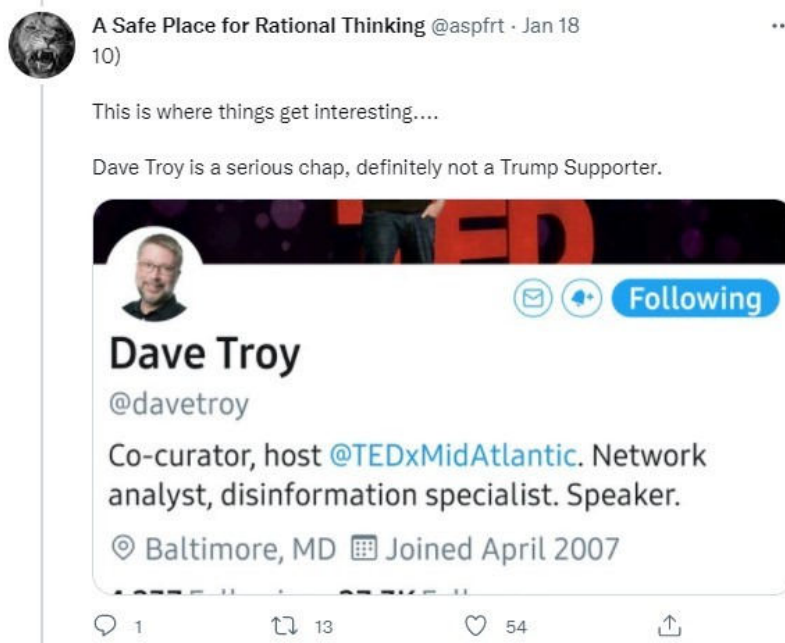 A Safe Place for Rational Thinking @aspfrt · Jan 18
10)
This is where things get interesting....
Dave Troy is a serious chap, definitely not a Trump Supporter.
TED
Following
Dave Troy
@davetroy
Co-curator, host @TEDxMidAtlantic. Network
analyst, disinformation specialist. Speaker.
Baltimore, MD Joined April 2007
1 13 54